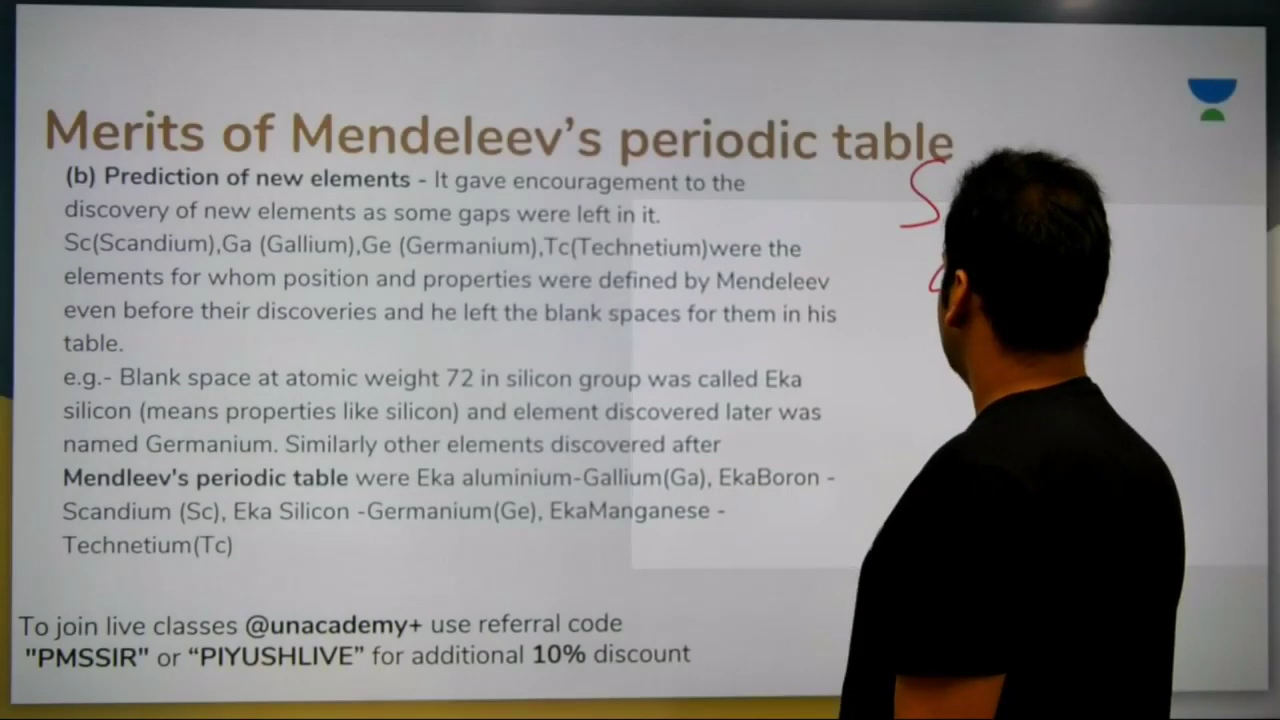 Merits of Mendeleev's periodic table
(b) Prediction of new elements - It gave encouragement to the
discovery of new elements as some gaps were left in it.
Sc(Scandium),Ga (Gallium),Ge (Germanium),Tc(Technetium)were the
elements for whom position and properties were defined by Mendeleev
even before their discoveries and he left the blank spaces for them in his
table.
e.g.- Blank space at atomic weight 72 in silicon group was called Eka
silicon (means properties like silicon) and element discovered later was
named Germanium. Similarly other elements discovered after
Mendleev's periodic table were Eka aluminium-Gallium(Ga), EkaBoron -
Scandium (Sc), Eka Silicon -Germanium(Ge), EkaManganese -
Technetium(Tc)
To join live classes @unacademy+ use referral code
"PMSSIR" or “PIYUSHLIVE” for additional 10% discount